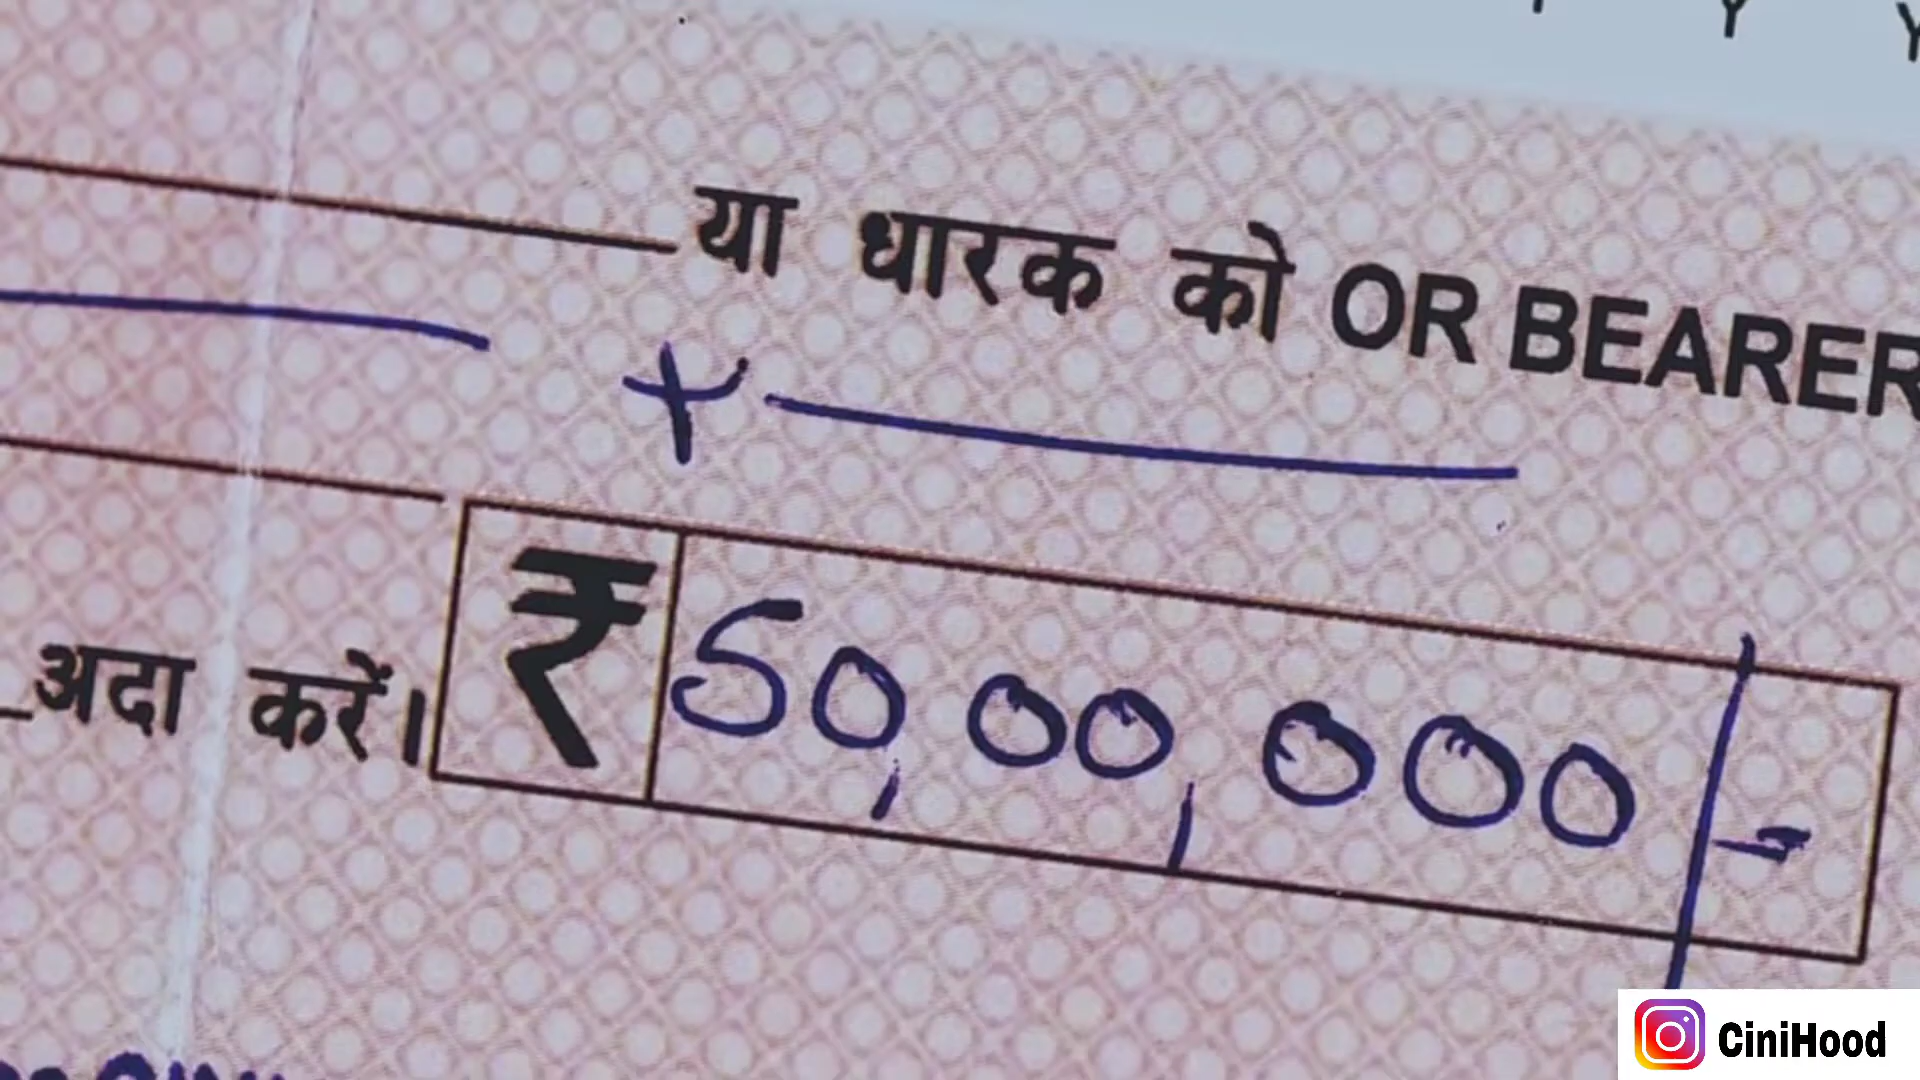 Y Y
या धारक को OR BEARER
अदा करें। ₹ 50,00,000/-
CiniHood